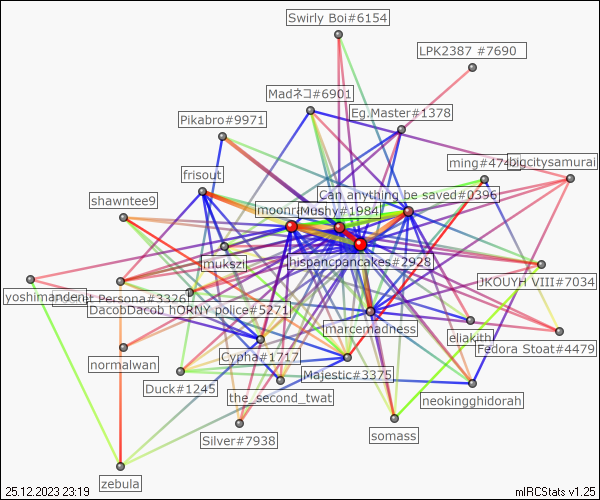 Swirly Boi#6154
LPK2387 #7690
Madネコ#6901
Eg.Master#1378
Pikabro#9971
ming#474
bigcitysamurai
frisout
Can anything be saved#0396
shawntee9
moonra
Moshy#1984
mukszi
hispancpancakes#2928
JKOUYH VIII#7034
yoshimandent
Persona#3326
DacobDacob hORNY police#5271
marcemadness
eliakith
Fedora Stoat#4479
normalwan
Cypha#1717
Duck#1245
Majestic#3375
the_second_twat
neokingghidorah
Silver#7938
somass
zebula
25.12.2023 23:19
mIRCStats v1.25